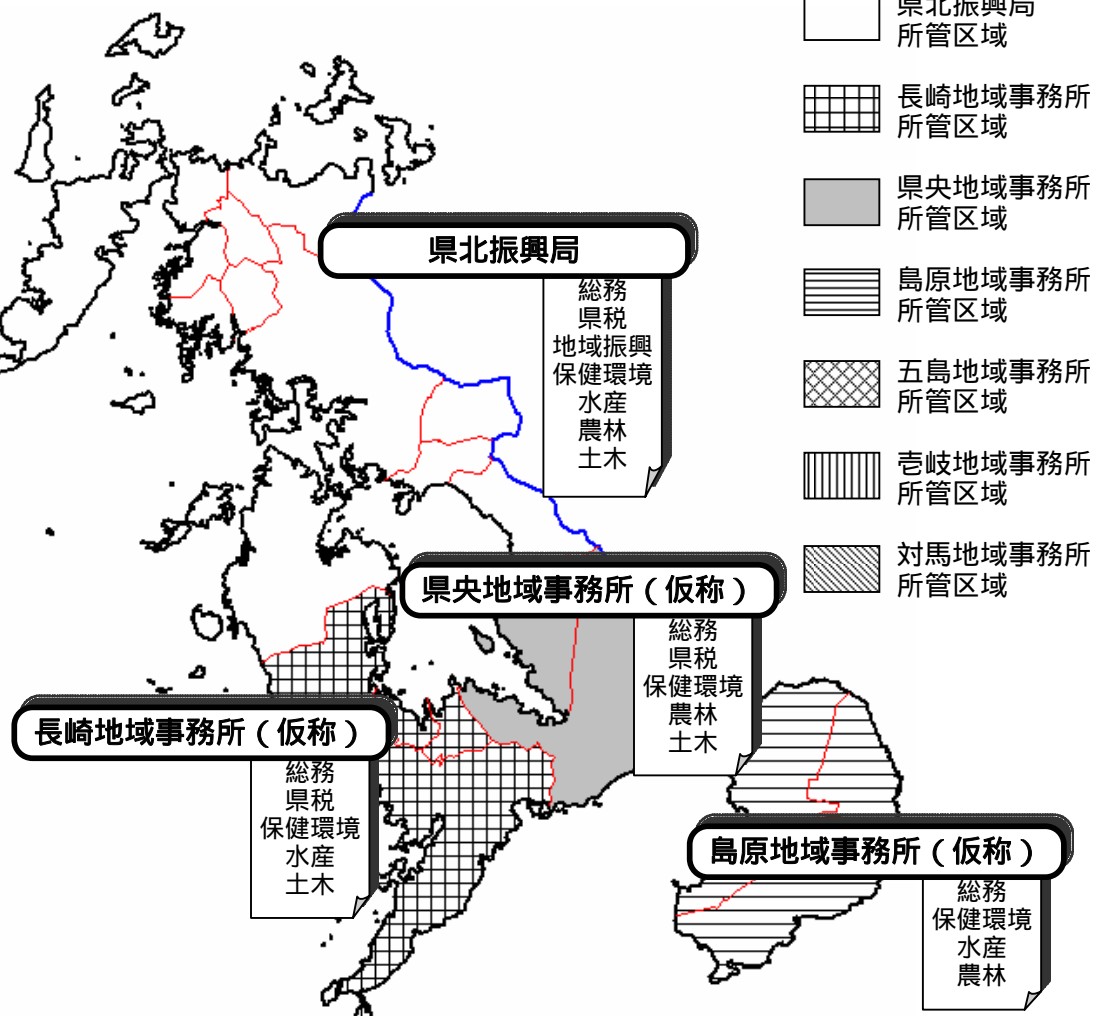 県北振興局
所管区域
長崎地域事務所
所管区域
県央地域事務所
所管区域
島原地域事務所
所管区域
五島地域事務所
所管区域
壱岐地域事務所
所管区域
対馬地域事務所
所管区域
県北振興局
総務
県税
地域振興
保健環境
水産
農林
土木
県央地域事務所（仮称）
総務
県税
保健環境
農林
土木
長崎地域事務所（仮称）
総務
県税
保健環境
水産
土木
島原地域事務所（仮称）
総務
保健環境
水産
農林